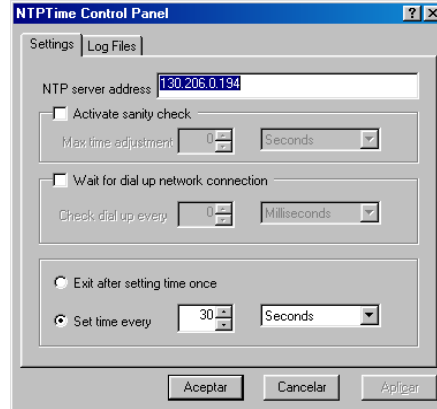 NTPTime Control Panel
Settings Log Files
NTP server address 130.206.0.194
Activate sanity check
Max time adjustment 0 Seconds
Wait for dial up network connection
Check dial up every 0 Milliseconds
Exit after setting time once
Set time every 30 Seconds
Aceptar Cancelar Aplicar